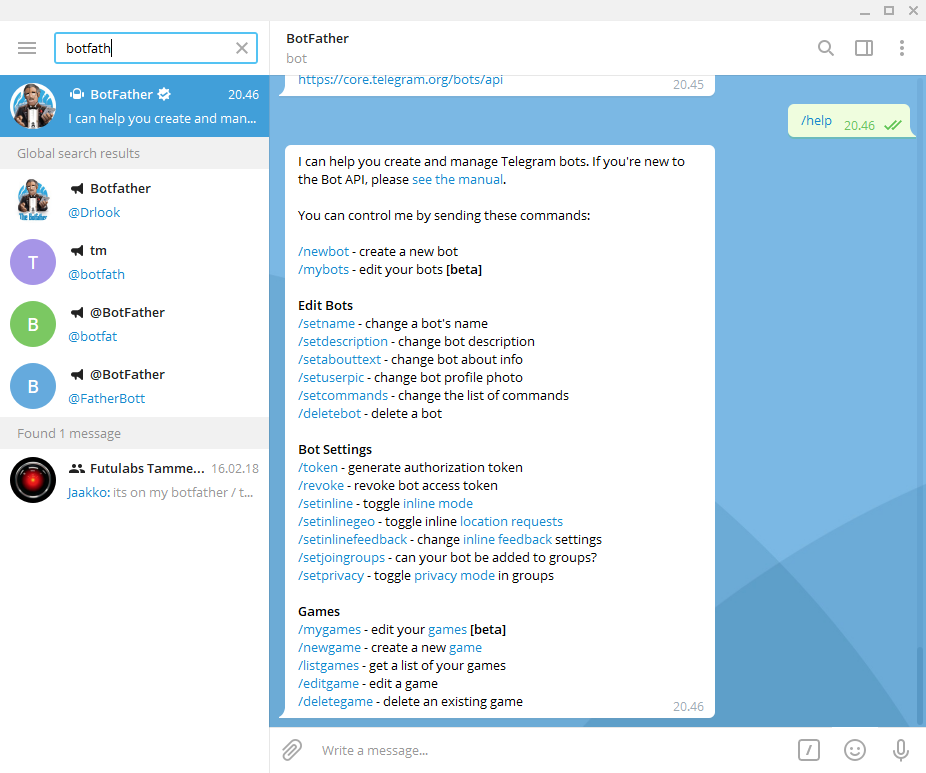 botfath
BotFather
20.46
I can help you create and man...
Global search results
Botfather
@Drlook
T
tm
@botfath
B
@BotFather
@botfat
B
@BotFather
@FatherBott
Found 1 message
Futulabs Tamme... 16.02.18
Jaakko: its on my botfather / t...
BotFather
bot
https://core.telegram.org/bots/api
20.45
/help 20.46
I can help you create and manage Telegram bots. If you're new to
the Bot API, please see the manual.
You can control me by sending these commands:
/newbot - create a new bot
/mybots - edit your bots [beta]
Edit Bots
/setname - change a bot's name
/setdescription - change bot description
/setabouttext - change bot about info
/setuserpic - change bot profile photo
/setcommands - change the list of commands
/deletebot - delete a bot
Bot Settings
/token - generate authorization token
/revoke - revoke bot access token
/setinline - toggle inline mode
/setinlinegeo - toggle inline location requests
/setinlinefeedback - change inline feedback settings
/setjoingroups - can your bot be added to groups?
/setprivacy - toggle privacy mode in groups
Games
/mygames - edit your games [beta]
/newgame - create a new game
/listgames - get a list of your games
/editgame - edit a game
/deletegame - delete an existing game
20.46
Write a message...